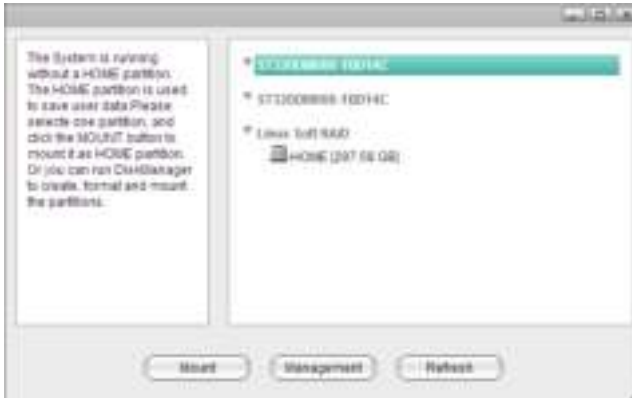 The System is running
without a HOME partition.
The HOME partition is used
to save user data.Please
selecte one partition, and
click the MOUNT button to
mount it as HOME partition.
Or you can run DiskManager
to create, format and mount
the partitions.
Linux Soft RAID
HOME (297.56 GB)
Mount
Management
Refresh